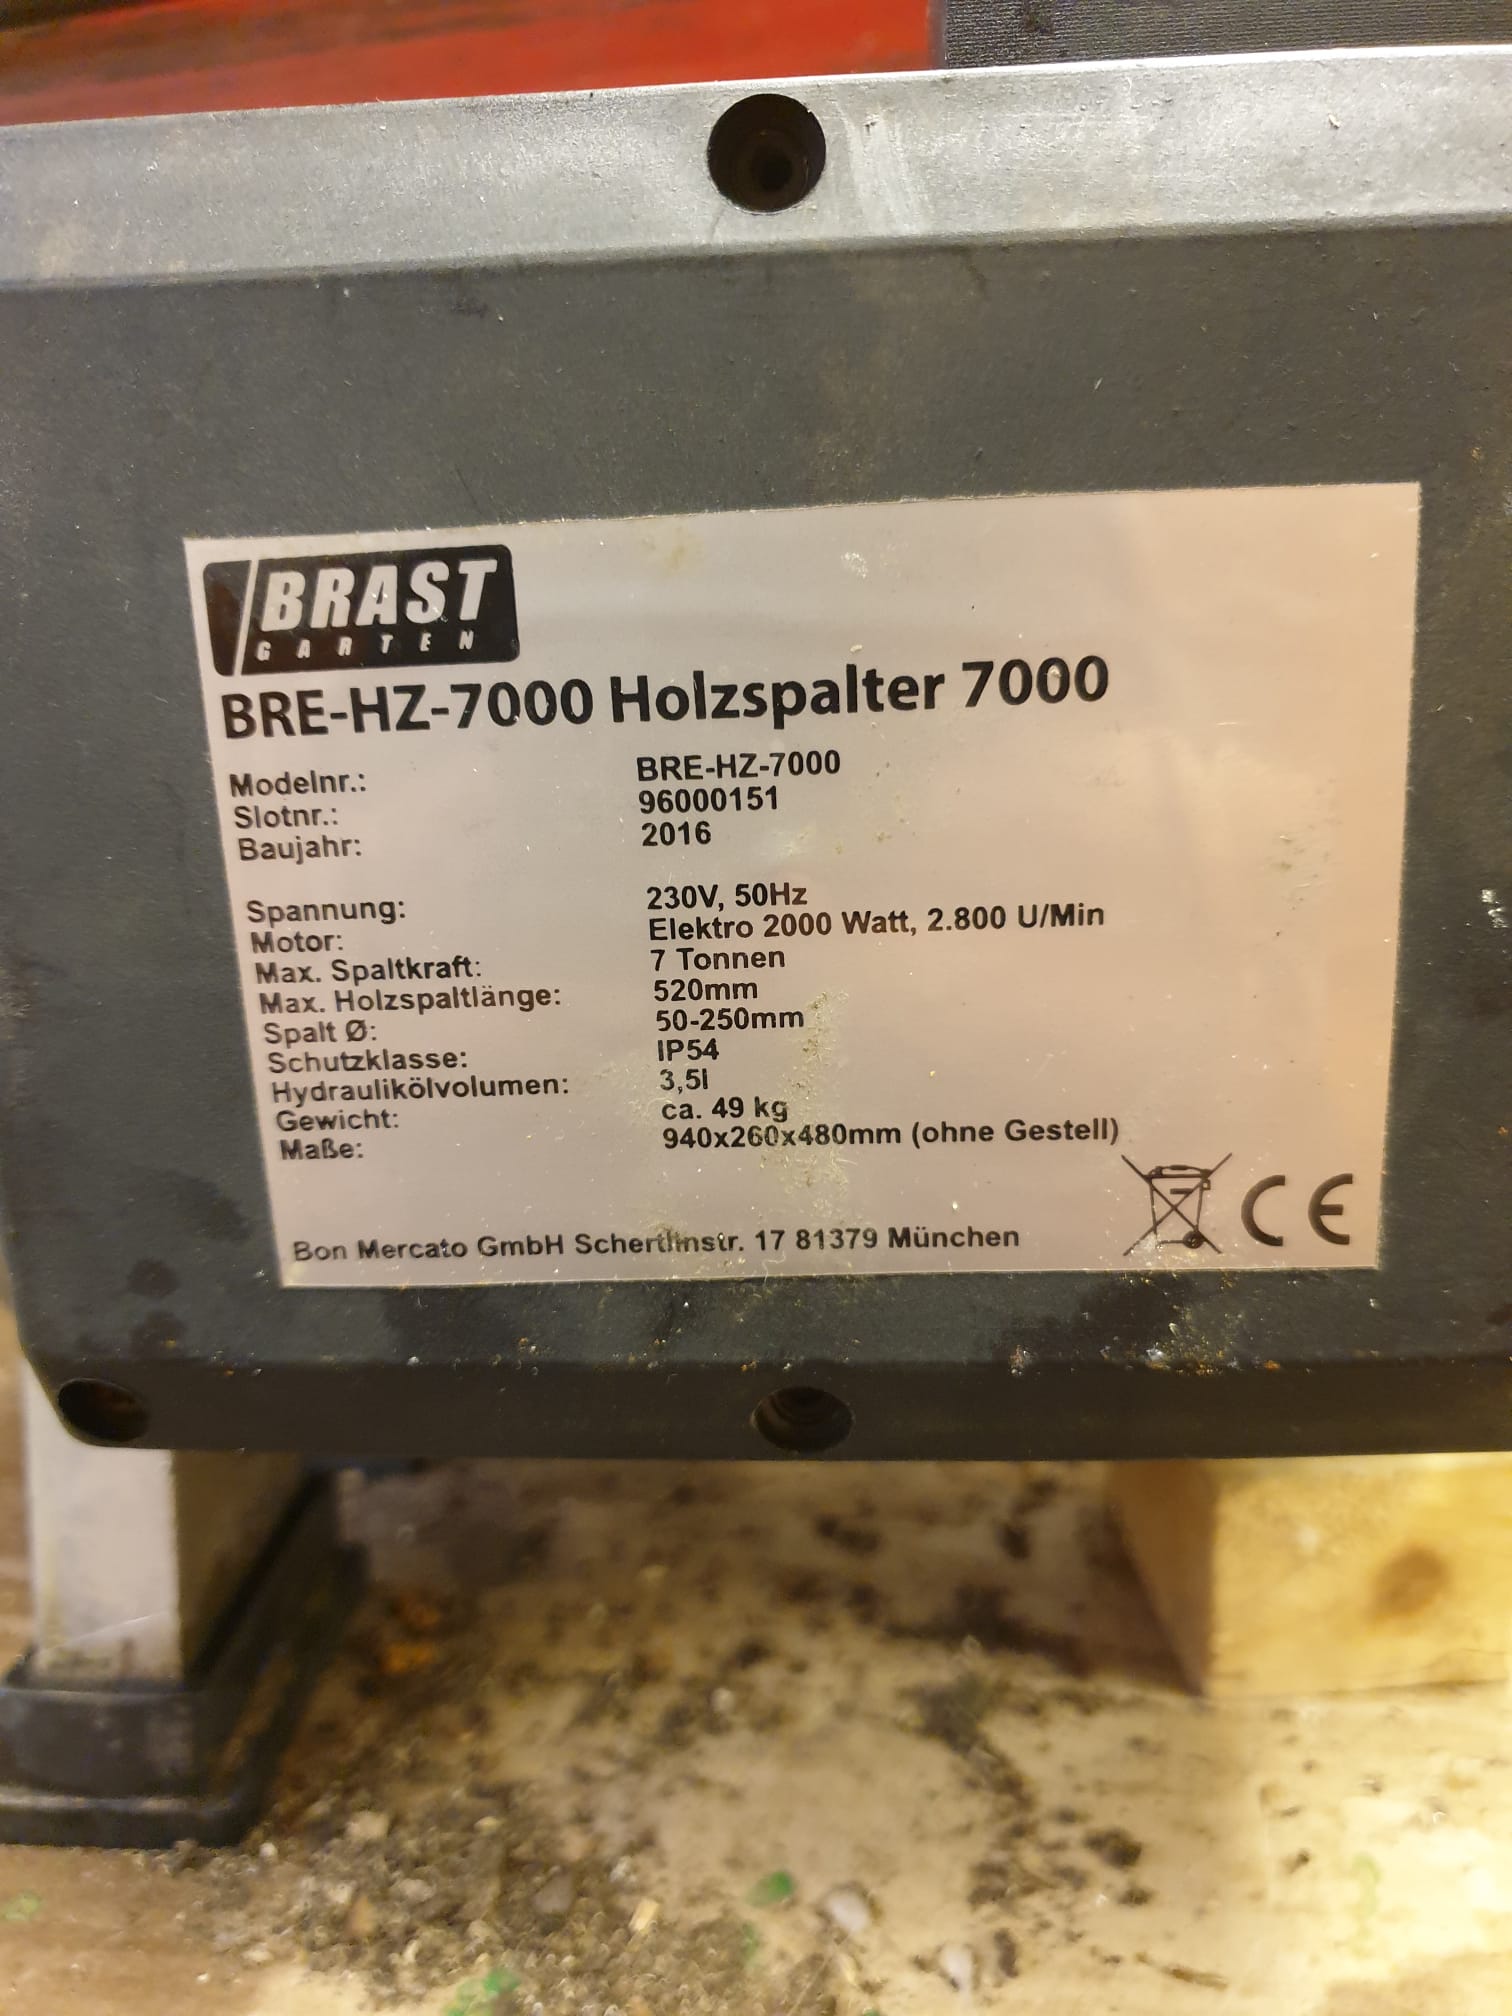 BRAST
GARTEN
BRE-HZ-7000 Holzspalter 7000
Modelnr.: BRE-HZ-7000
Slotnr.: 96000151
Baujahr: 2016
Spannung: 230V, 50Hz
Motor: Elektro 2000 Watt, 2.800 U/Min
Max. Spaltkraft: 7 Tonnen
Max. Holzspaltlänge: 520mm
Spalt Ø: 50-250mm
Schutzklasse: IP54
Hydraulikölvolumen: 3,5l
Gewicht: ca. 49 kg
Maße: 940x260x480mm (ohne Gestell)
CE
Bon Mercato GmbH Schertlinstr. 17 81379 München